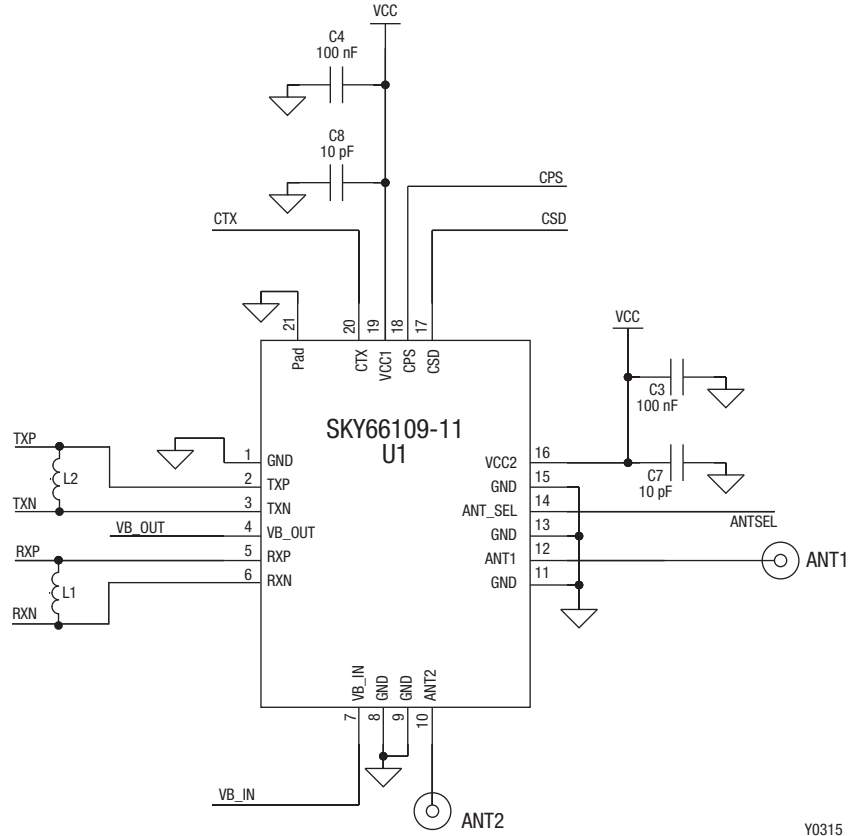 VCC
C4
100 nF
C8
10 pF
CPS
CTX
CSD
21
20
19
18
17
Pad
CTX
VCC1
CPS
CSD
VCC
C3
100 nF
C7
10 pF
SKY66109-11
U1
TXP
L2
TXN
VB_OUT
RXP
L1
RXN
1
GND
2
TXP
3
TXN
4
VB_OUT
5
RXP
6
RXN
VCC2
16
GND
15
ANT_SEL
14
ANTSEL
GND
13
ANT1
12
ANT1
GND
11
VB_IN
GND
GND
ANT2
7
8
9
10
VB_IN
ANT2
Y0315